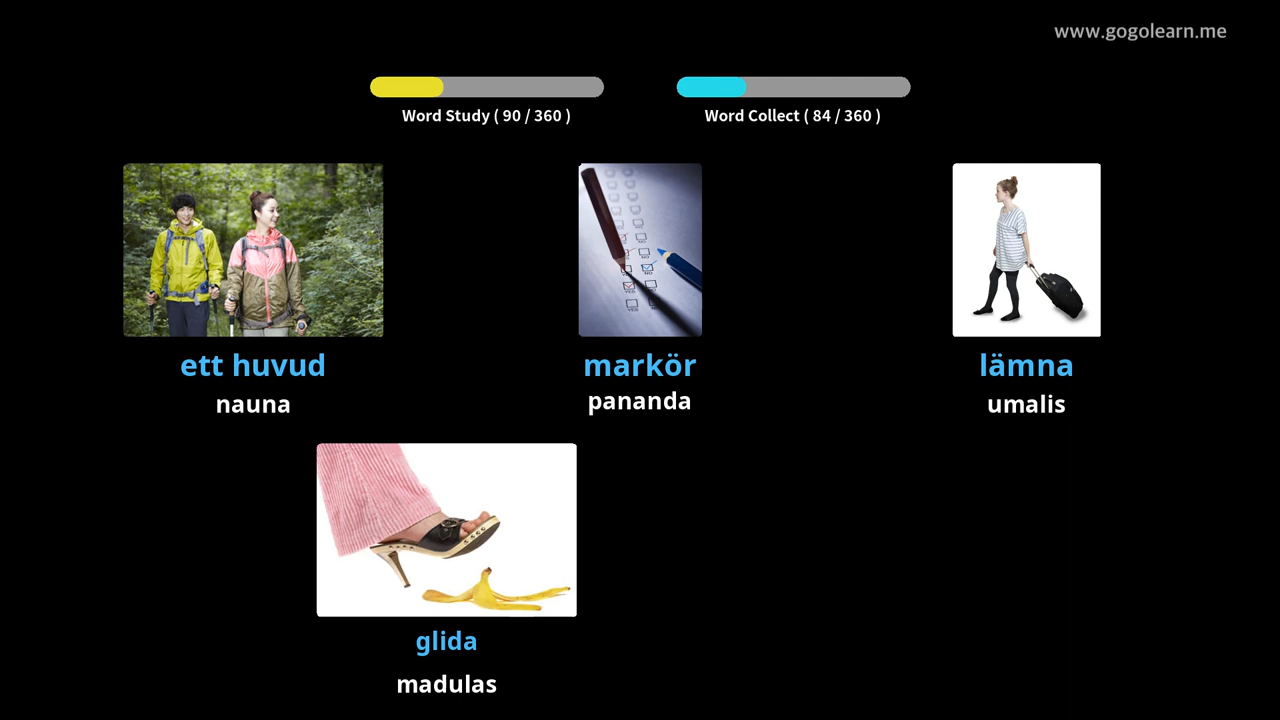 www.gogolearn.me
Word Study ( 90 / 360 )
Word Collect ( 84 / 360 )
ett huvud
nauna
markör
pananda
lämna
umalis
glida
madulas